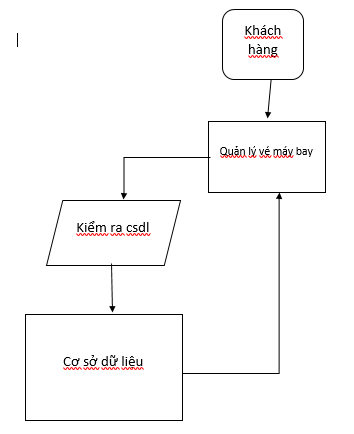 Khách
hàng
Quản lý vé máy bay
Kiểm ra csdl
Cơ sở dữ liệu